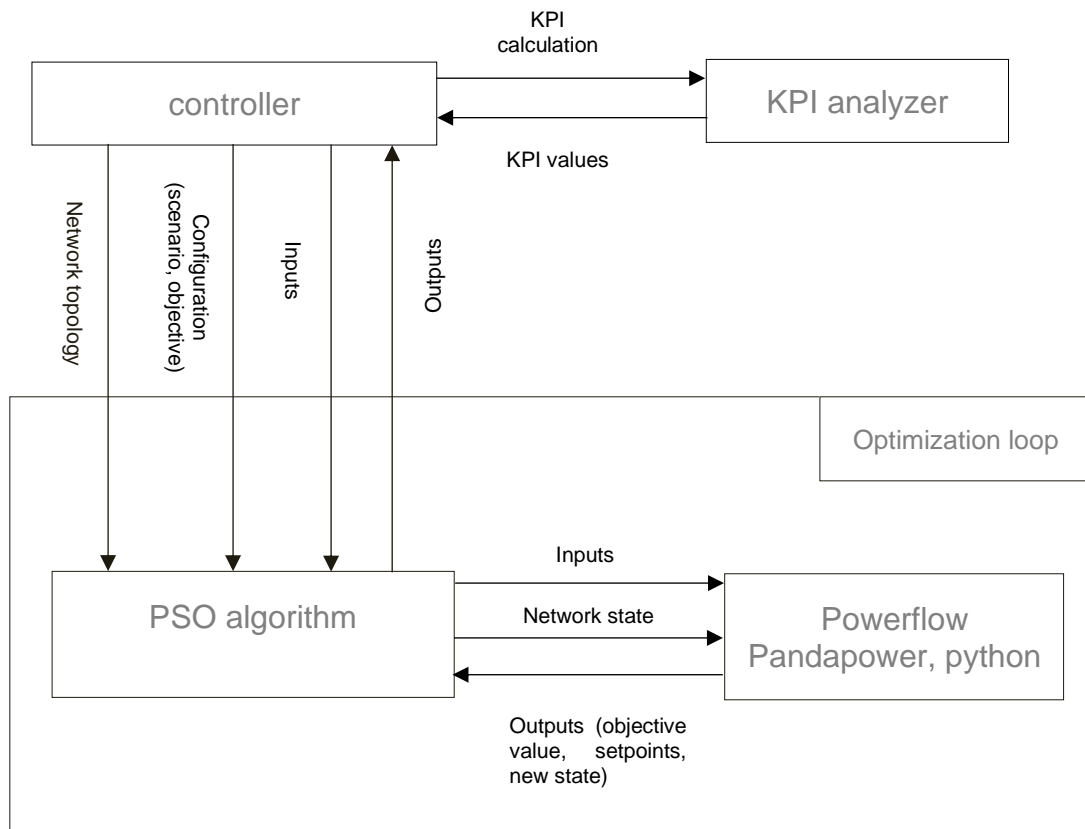 KPI
calculation
controller
KPI analyzer
KPI values
Network topology
Configuration
(scenario, objective)
Inputs
Outputs
Optimization loop
PSO algorithm
Inputs
Network state
Powerflow
Pandapower, python
Outputs (objective
value, setpoints,
new state)